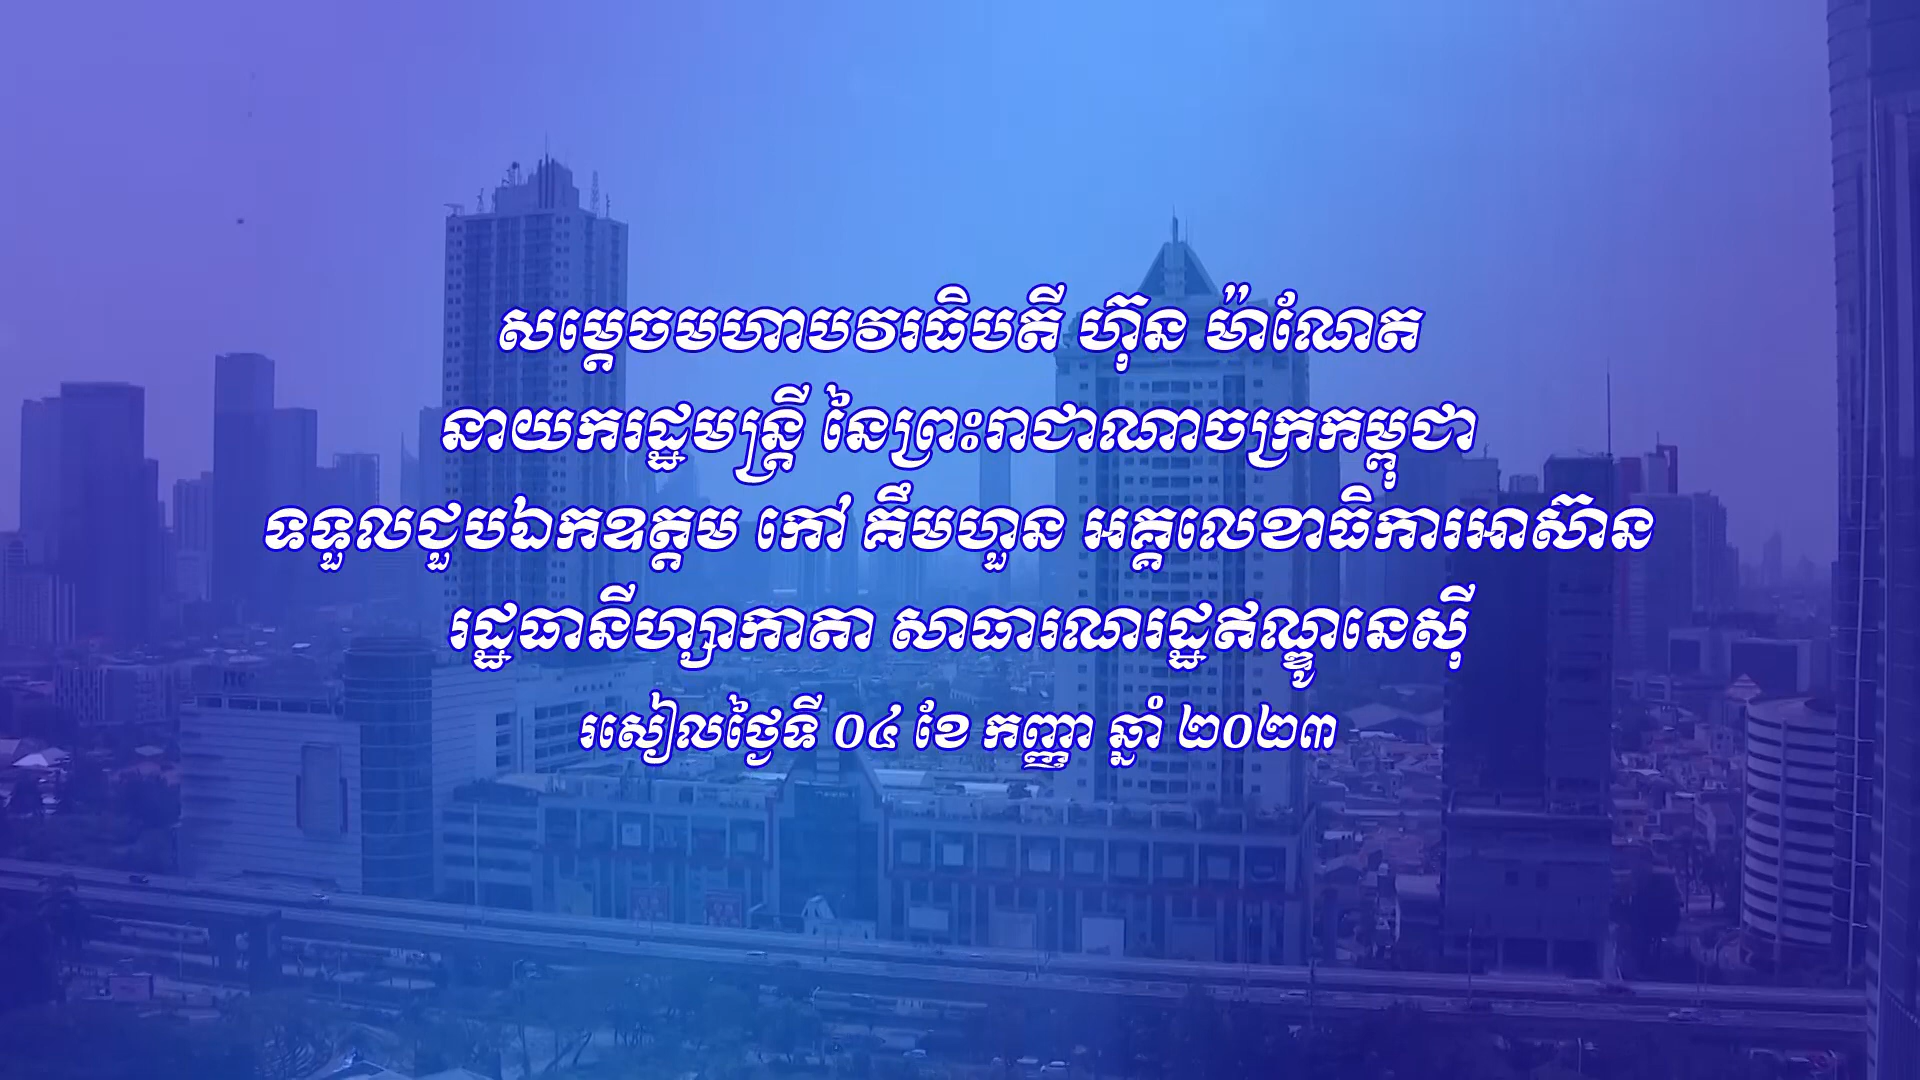 សម្តេចមហាបវរធិបតី ហ៊ុន ម៉ាណែត
នាយករដ្ឋមន្ត្រី នៃព្រះរាជាណាចក្រកម្ពុជា
ទទួលជួបឯកឧត្តម កៅ គឹមហួន អគ្គលេខាធិការអាស៊ាន
រដ្ឋធានីហ្សាកាតា សាធារណរដ្ឋឥណ្ឌូនេស៊ី
រសៀលថ្ងៃទី ០៤ ខែ កញ្ញា ឆ្នាំ ២០២៣